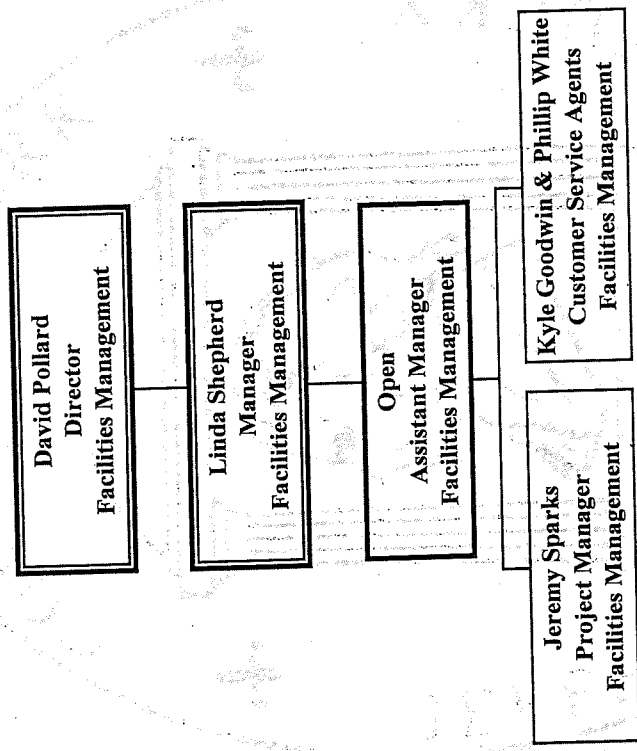 David Pollard
Director
Facilities Management
Linda Shepherd
Manager
Facilities Management
Open
Assistant Manager
Facilities Management
Jeremy Sparks
Project Manager
Facilities Management
Kyle Goodwin & Phillip White
Customer Service Agents
Facilities Management